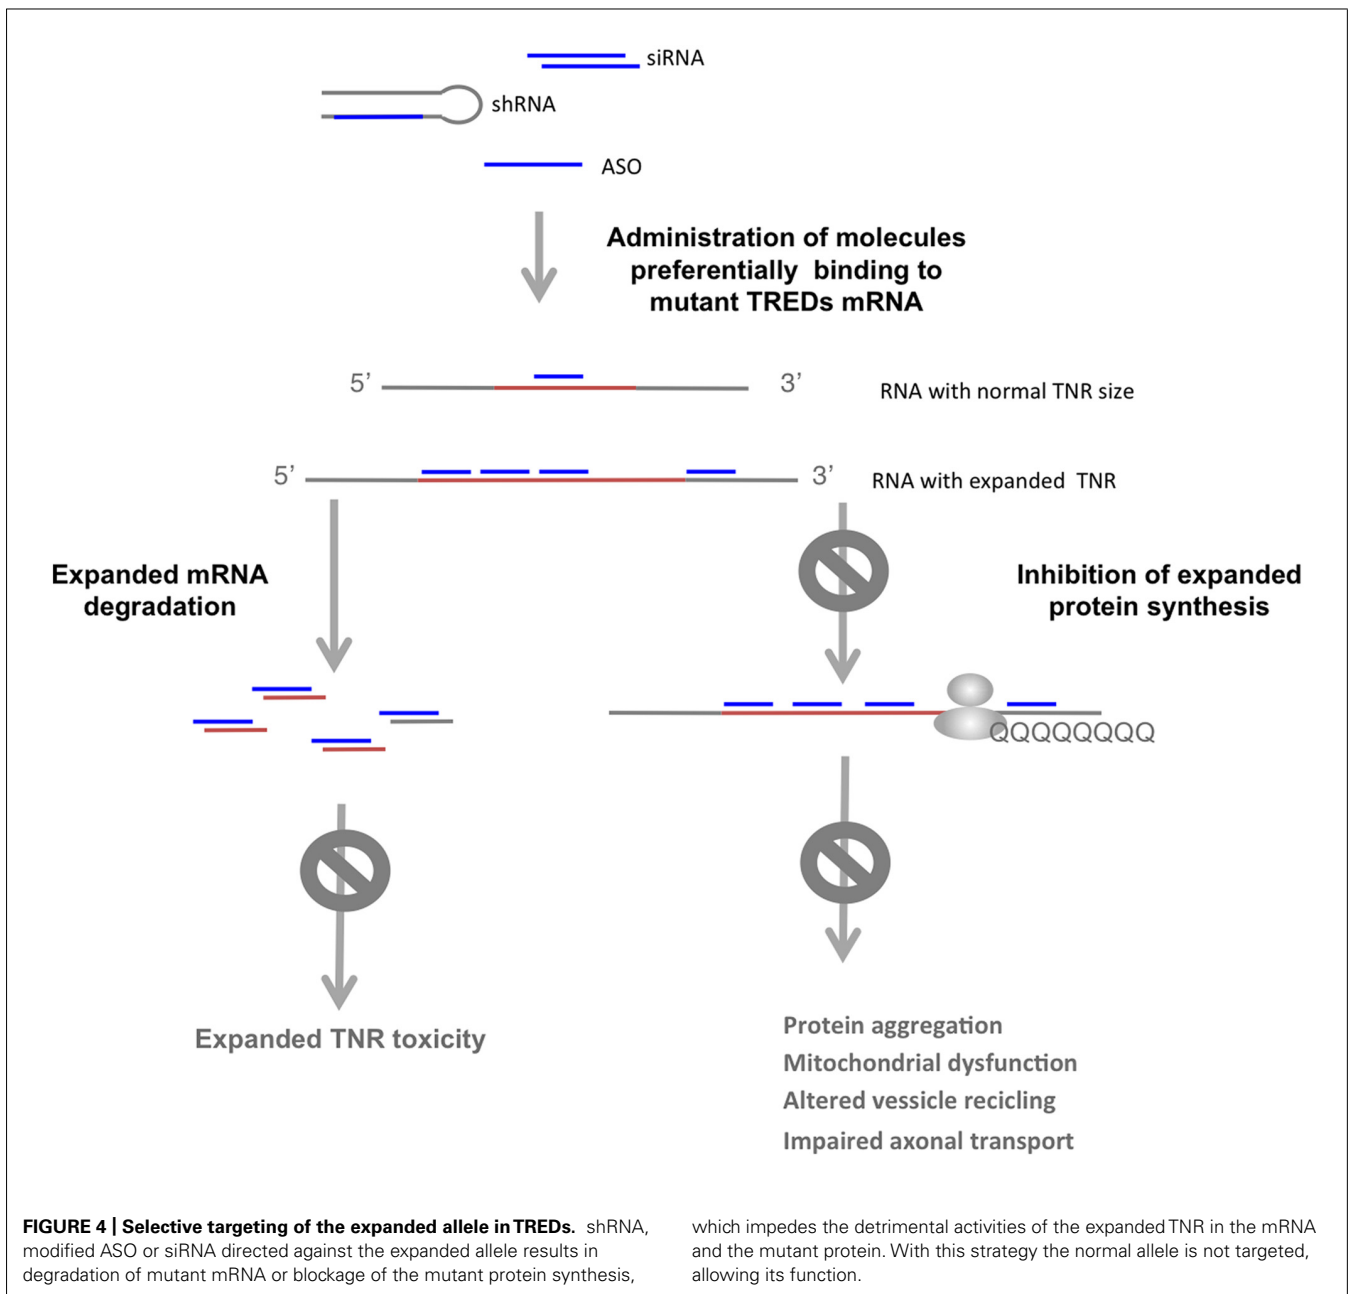 siRNA
shRNA
ASO
Administration of molecules
preferentially binding to
mutant TREDs mRNA
5’ 3’
RNA with normal TNR size
5’ 3’
RNA with expanded TNR
Expanded mRNA
degradation
Inhibition of expanded
protein synthesis
QQQQQQQQ
Expanded TNR toxicity
Protein aggregation
Mitochondrial dysfunction
Altered vessicle recicling
Impaired axonal transport
FIGURE 4 | Selective targeting of the expanded allele in TREDs. shRNA,
modified ASO or siRNA directed against the expanded allele results in
degradation of mutant mRNA or blockage of the mutant protein synthesis,
which impedes the detrimental activities of the expanded TNR in the mRNA
and the mutant protein. With this strategy the normal allele is not targeted,
allowing its function.